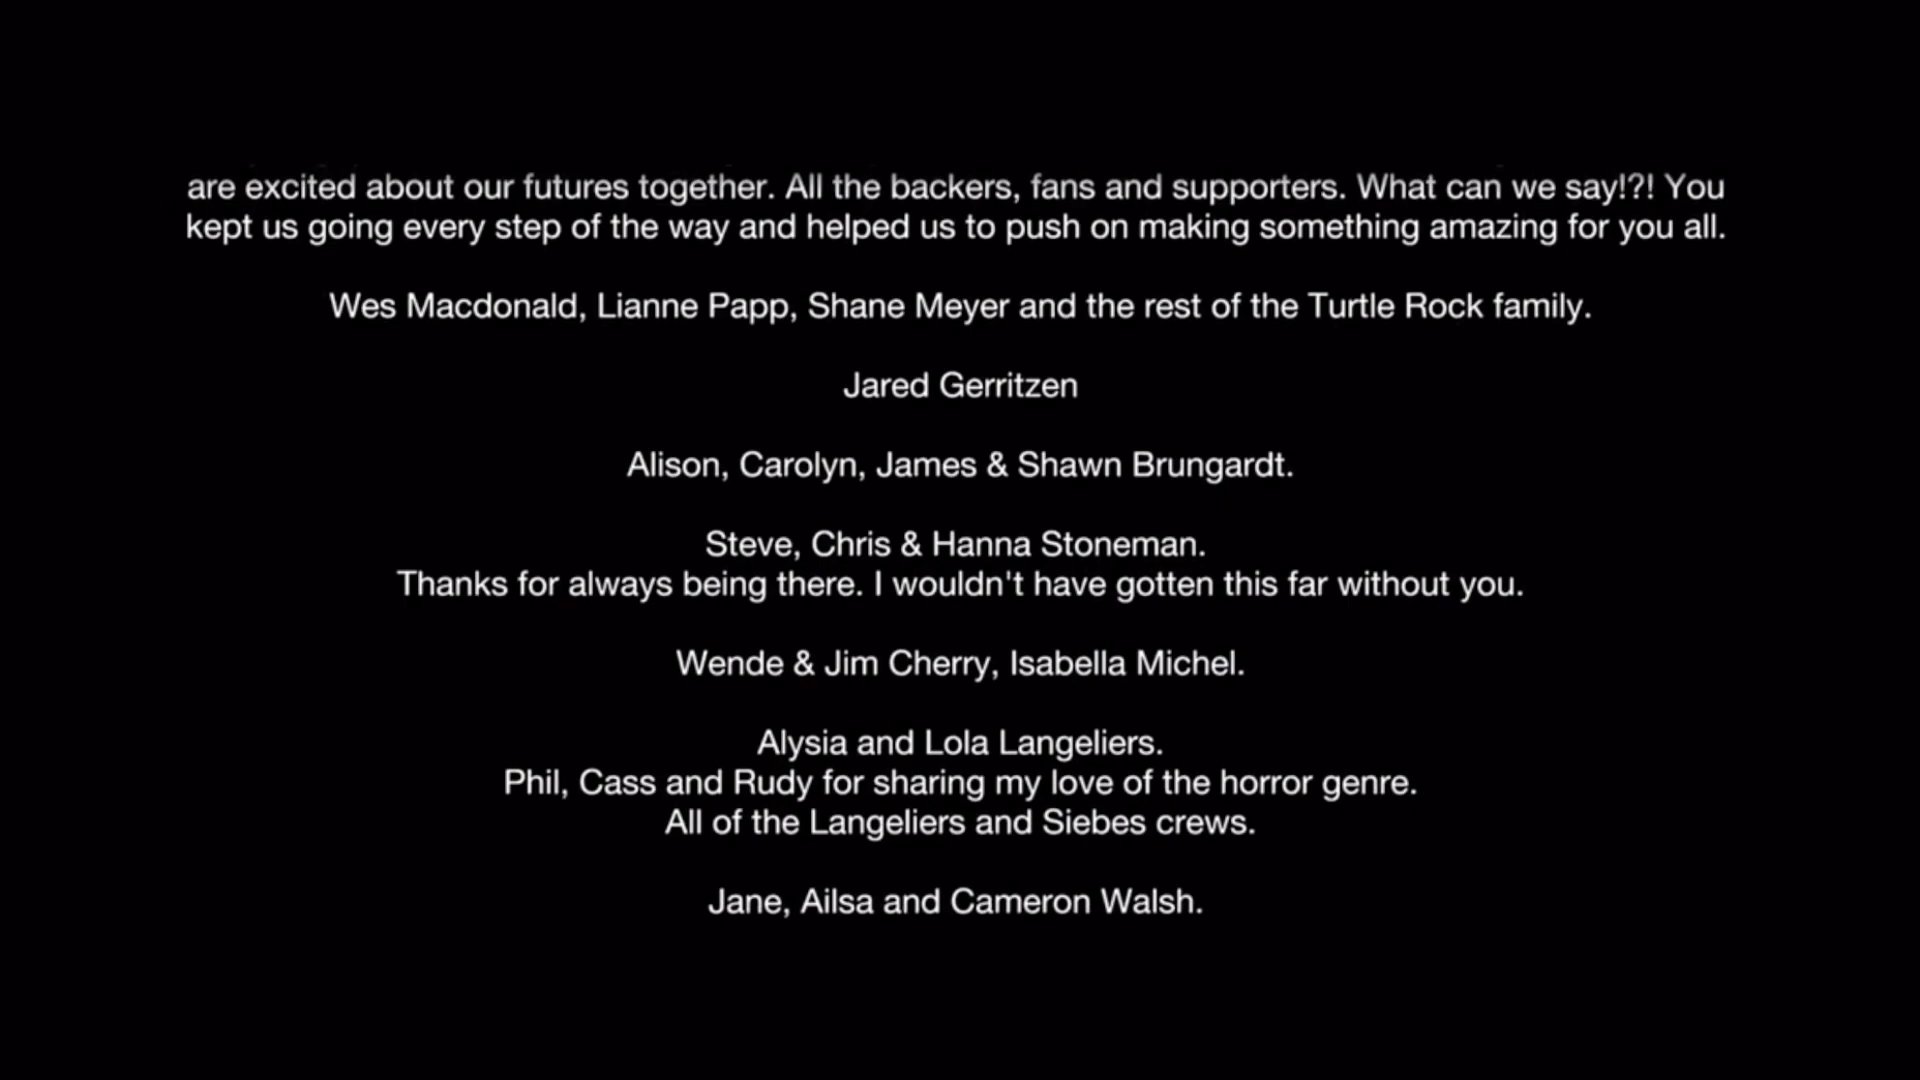 are excited about our futures together. All the backers, fans and supporters. What can we say!?! You
kept us going every step of the way and helped us to push on making something amazing for you all.
Wes Macdonald, Lianne Papp, Shane Meyer and the rest of the Turtle Rock family.
Jared Gerritzen
Alison, Carolyn, James & Shawn Brungardt.
Steve, Chris & Hanna Stoneman.
Thanks for always being there. I wouldn't have gotten this far without you.
Wende & Jim Cherry, Isabella Michel.
Alysia and Lola Langeliers.
Phil, Cass and Rudy for sharing my love of the horror genre.
All of the Langeliers and Siebes crews.
Jane, Ailsa and Cameron Walsh.